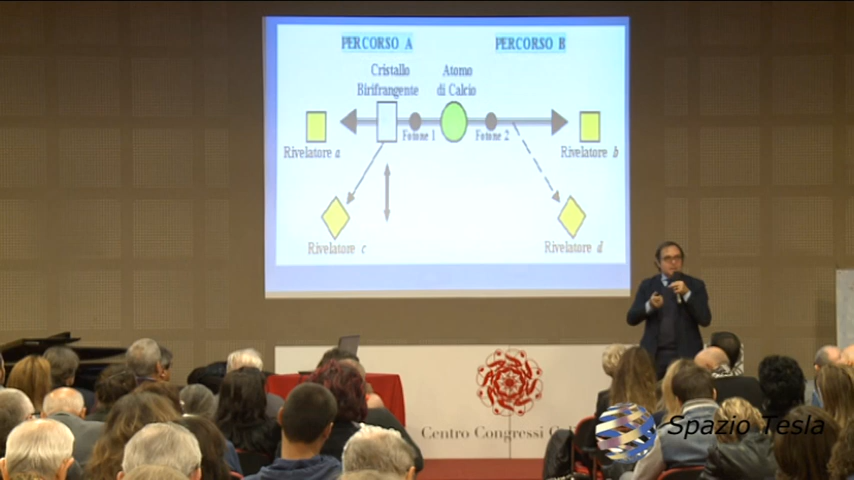 PERCORSO A
PERCORSO B
Cristallo
Birifrangente
Atomo
di Calcio
Fotone 1
Fotone 2
Rivelatore a
Rivelatore b
Rivelatore c
Rivelatore d
Centro Congressi
Spazio Tesla